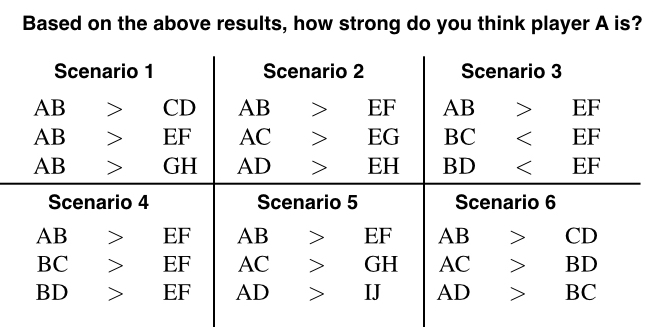 Based on the above results, how strong do you think player A is?
Scenario 1
AB > CD
AB > EF
AB > GH
Scenario 2
AB > EF
AC > EG
AD > EH
Scenario 3
AB > EF
BC < EF
BD < EF
Scenario 4
AB > EF
BC > EF
BD > EF
Scenario 5
AB > EF
AC > GH
AD > IJ
Scenario 6
AB > CD
AC > BD
AD > BC